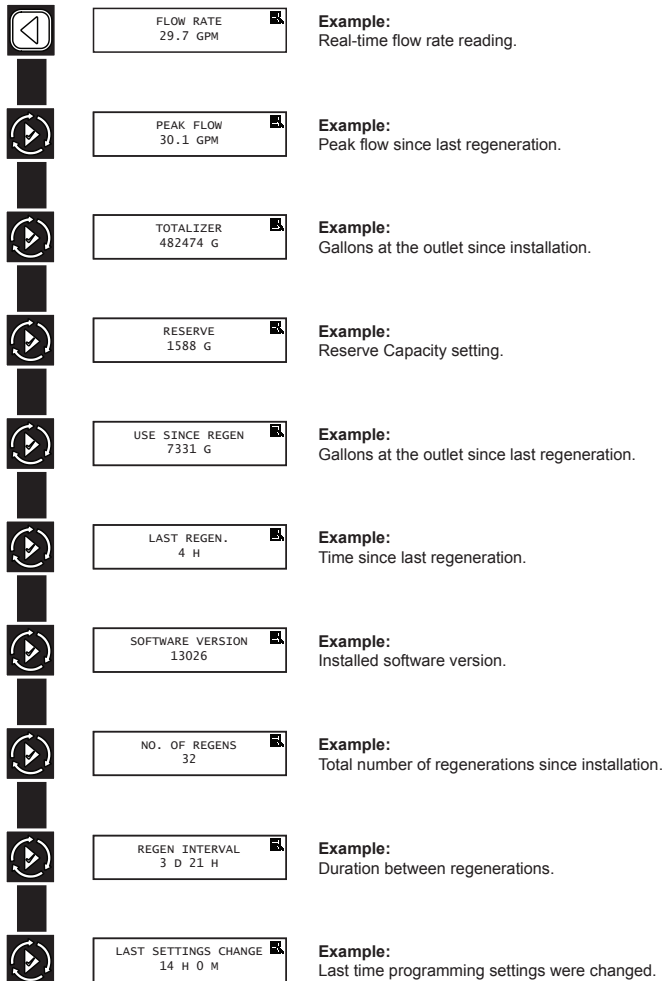 FLOW RATE
29.7 GPM
Example:
Real-time flow rate reading.
PEAK FLOW
30.1 GPM
Example:
Peak flow since last regeneration.
TOTALIZER
482474 G
Example:
Gallons at the outlet since installation.
RESERVE
1588 G
Example:
Reserve Capacity setting.
USE SINCE REGEN
7331 G
Example:
Gallons at the outlet since last regeneration.
LAST REGEN.
4 H
Example:
Time since last regeneration.
SOFTWARE VERSION
13026
Example:
Installed software version.
NO. OF REGENS
32
Example:
Total number of regenerations since installation.
REGEN INTERVAL
3 D 21 H
Example:
Duration between regenerations.
LAST SETTINGS CHANGE
14 H 0 M
Example:
Last time programming settings were changed.